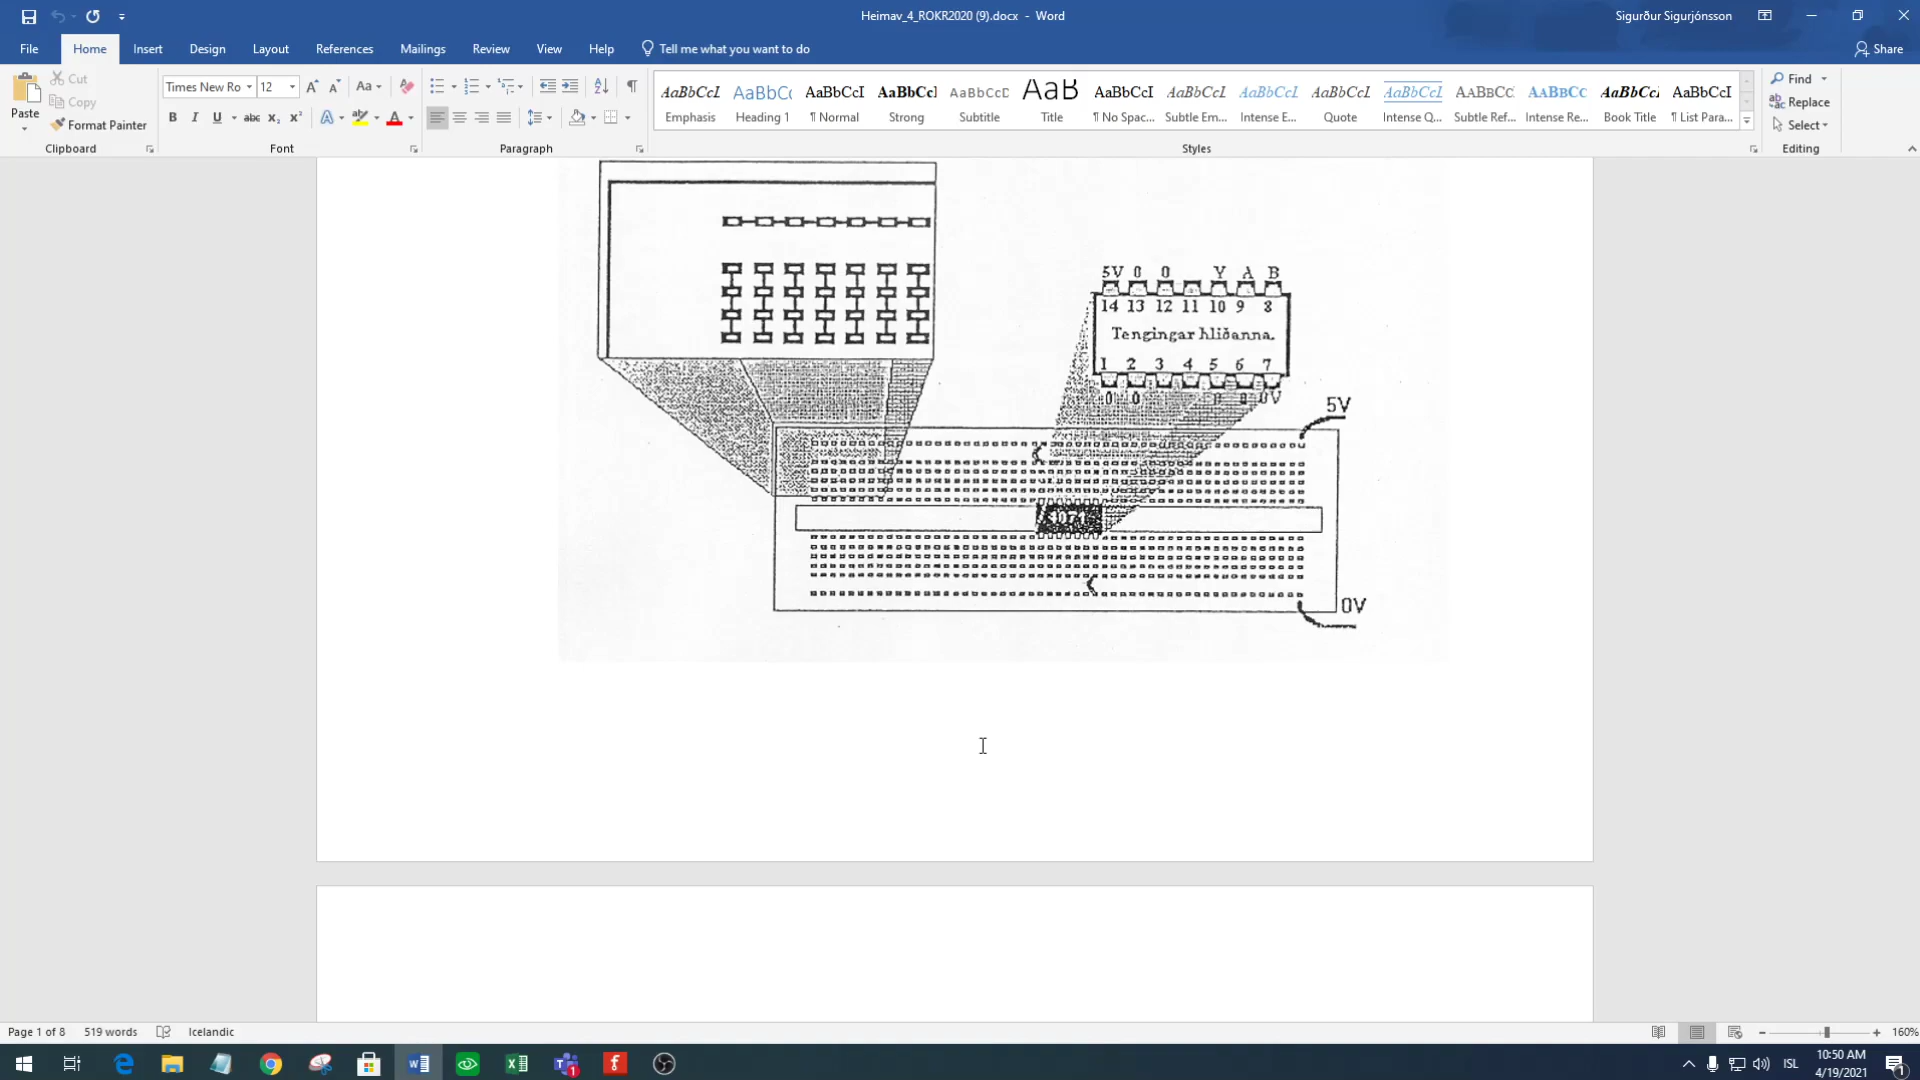 Heimav_4_ROKR2020 (9).docx - Word
Sigurður Sigurjónsson
File Home Insert Design Layout References Mailings Review View Help Tell me what you want to do Share
Paste Cut Copy Format Painter
Times New Ro 12
AaBbCcI Emphasis
AaBbCc Heading 1
AaBbCcI ¶ Normal
AaBbCcI Strong
AaBbCcD Subtitle
AaB Title
AaBbCcI ¶ No Spac...
AaBbCcI Subtle Em...
AaBbCcI Intense E...
AaBbCcI Quote
AaBbCcI Intense Q...
AaBbCc Subtle Ref...
AaBbCc Intense Re...
AaBbCcI Book Title
AaBbCcI ¶ List Para...
Find
Replace
Select
Clipboard Font Paragraph Styles Editing
5V 0 0 Y A B
14 13 12 11 10 9 8
Tengingar hliðanna.
1 2 3 4 5 6 7
0 0 0 0 0V
5V
0V
Page 1 of 8 519 words Icelandic 160%
ISL
10:50 AM
4/19/2021